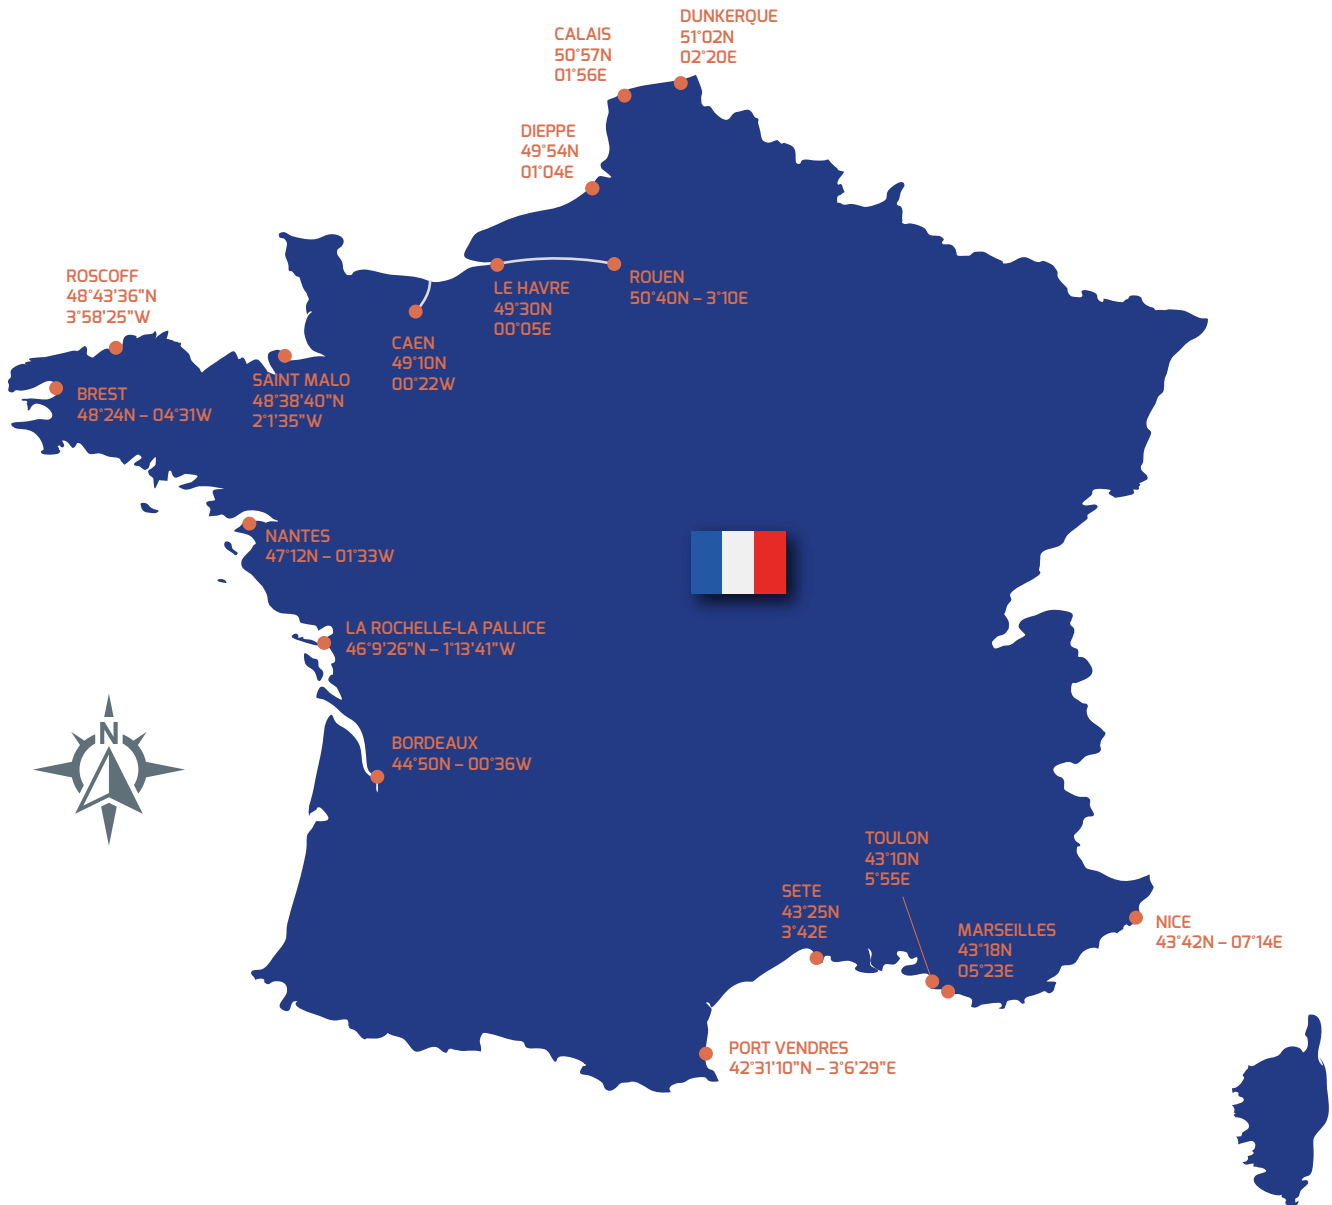 DUNKERQUE
51°02N
02°20E
CALAIS
50°57N
01°56E
DIEPPE
49°54N
01°04E
ROSCOFF
48°43'36"N
3°58'25"W
LE HAVRE
49°30N
00°05E
ROUEN
50°40N – 3°10E
CAEN
49°10N
00°22W
BREST
48°24N – 04°31W
SAINT MALO
48°38'40"N
2°1'35"W
NANTES
47°12N – 01°33W
LA ROCHELLE-LA PALLICE
46°9'26"N – 1°13'41"W
N
BORDEAUX
44°50N – 00°36W
TOULON
43°10N
5°55E
SETE
43°25N
3°42E
MARSEILLES
43°18N
05°23E
NICE
43°42N – 07°14E
PORT VENDRES
42°31'10"N – 3°6'29"E